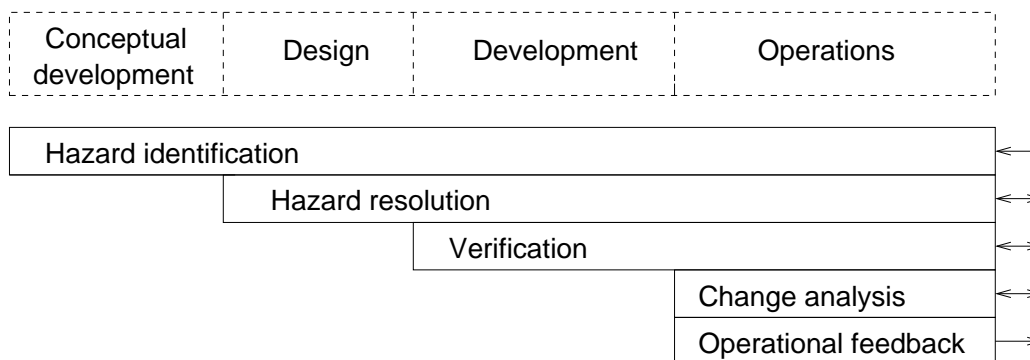 Conceptual
development
Design
Development
Operations
Hazard identification
Hazard resolution
Verification
Change analysis
Operational feedback